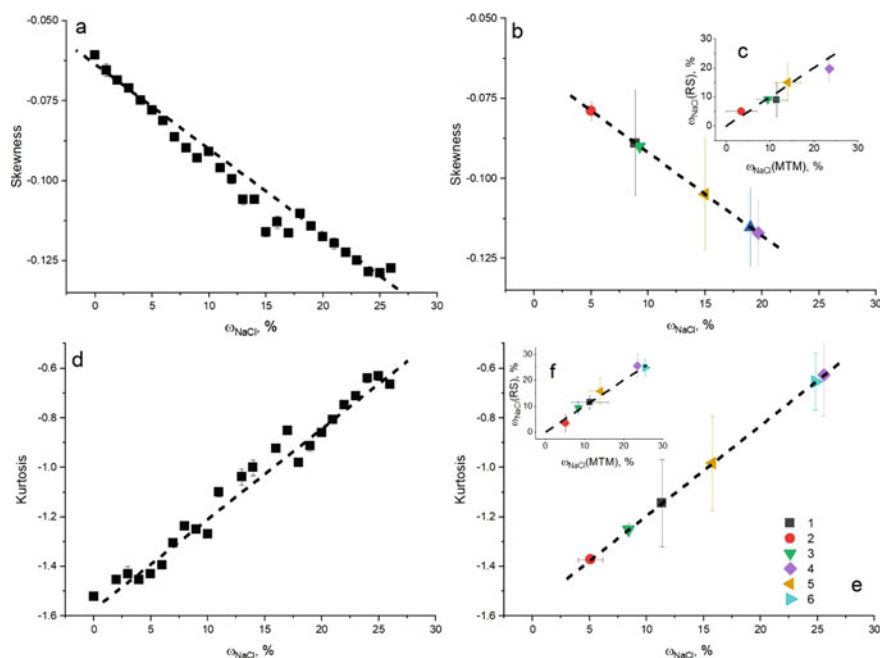 a
-0.050
-0.075
-0.100
-0.125
Skewness
0 5 10 15 20 25 30
ωNaCl, %
b
-0.050
-0.075
-0.100
-0.125
Skewness
0 5 10 15 20 25 30
ωNaCl, %
c
30
20
10
0
ωNaCl(RS), %
0 10 20 30
ωNaCl(MTM), %
d
-0.6
-0.8
-1.0
-1.2
-1.4
-1.6
Kurtosis
0 5 10 15 20 25 30
ωNaCl, %
e
-0.6
-0.8
-1.0
-1.2
-1.4
-1.6
Kurtosis
0 5 10 15 20 25 30
ωNaCl, %
f
30
20
10
0
ωNaCl(RS), %
0 10 20 30
ωNaCl(MTM), %
1
2
3
4
5
6